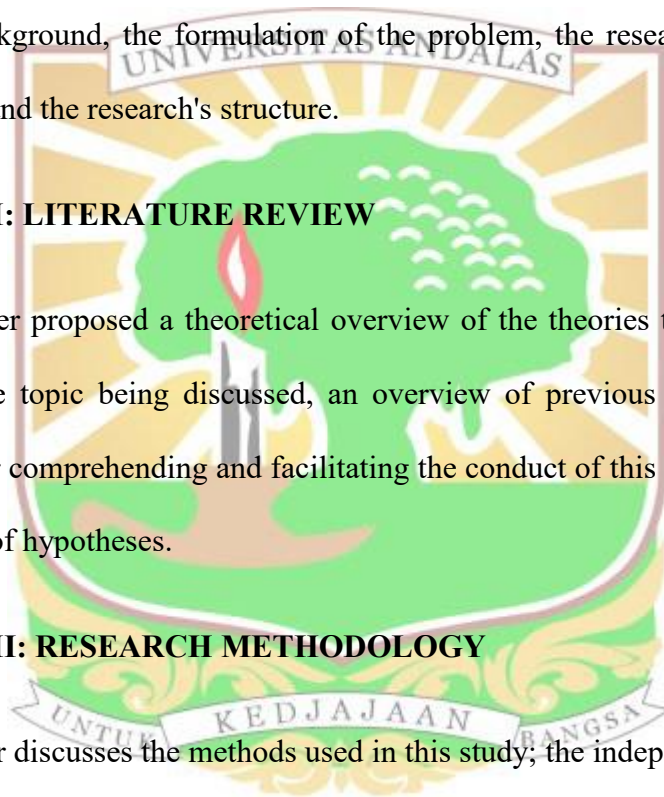 kground, the formulation of the problem, the resea
UNIVERSITAS ANDALAS
nd the research's structure.
I: LITERATURE REVIEW
er proposed a theoretical overview of the theories t
e topic being discussed, an overview of previous
r comprehending and facilitating the conduct of this
of hypotheses.
II: RESEARCH METHODOLOGY
UNTUK KEDJAJAAN BANGSA
r discusses the methods used in this study; the indep